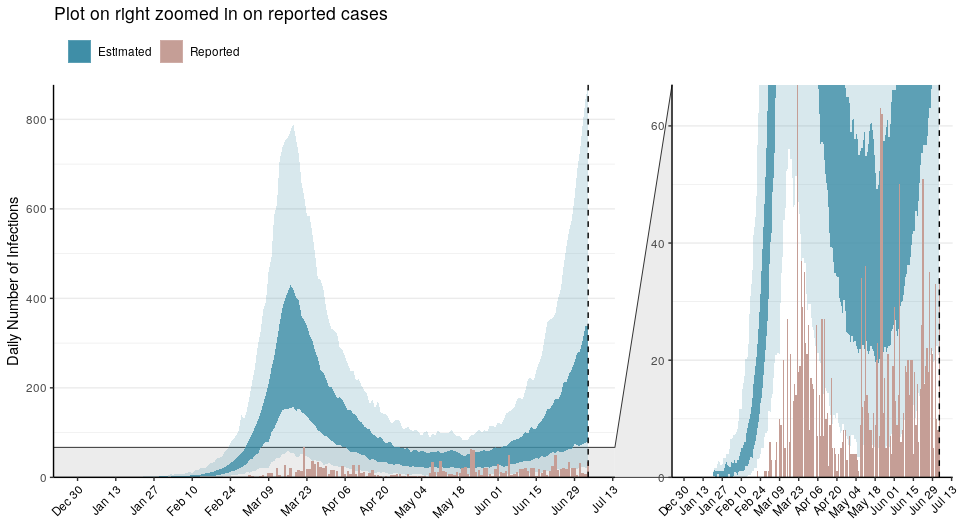 Plot on right zoomed in on reported cases
Estimated Reported
Daily Number of Infections
800
600
400
200
0
Dec 30 Jan 13 Jan 27 Feb 10 Feb 24 Mar 09 Mar 23 Apr 06 Apr 20 May 04 May 18 Jun 01 Jun 15 Jun 29 Jul 13
60
40
20
0
Dec 30 Jan 13 Jan 27 Feb 10 Feb 24 Mar 09 Mar 23 Apr 06 Apr 20 May 04 May 18 Jun 01 Jun 15 Jun 29 Jul 13